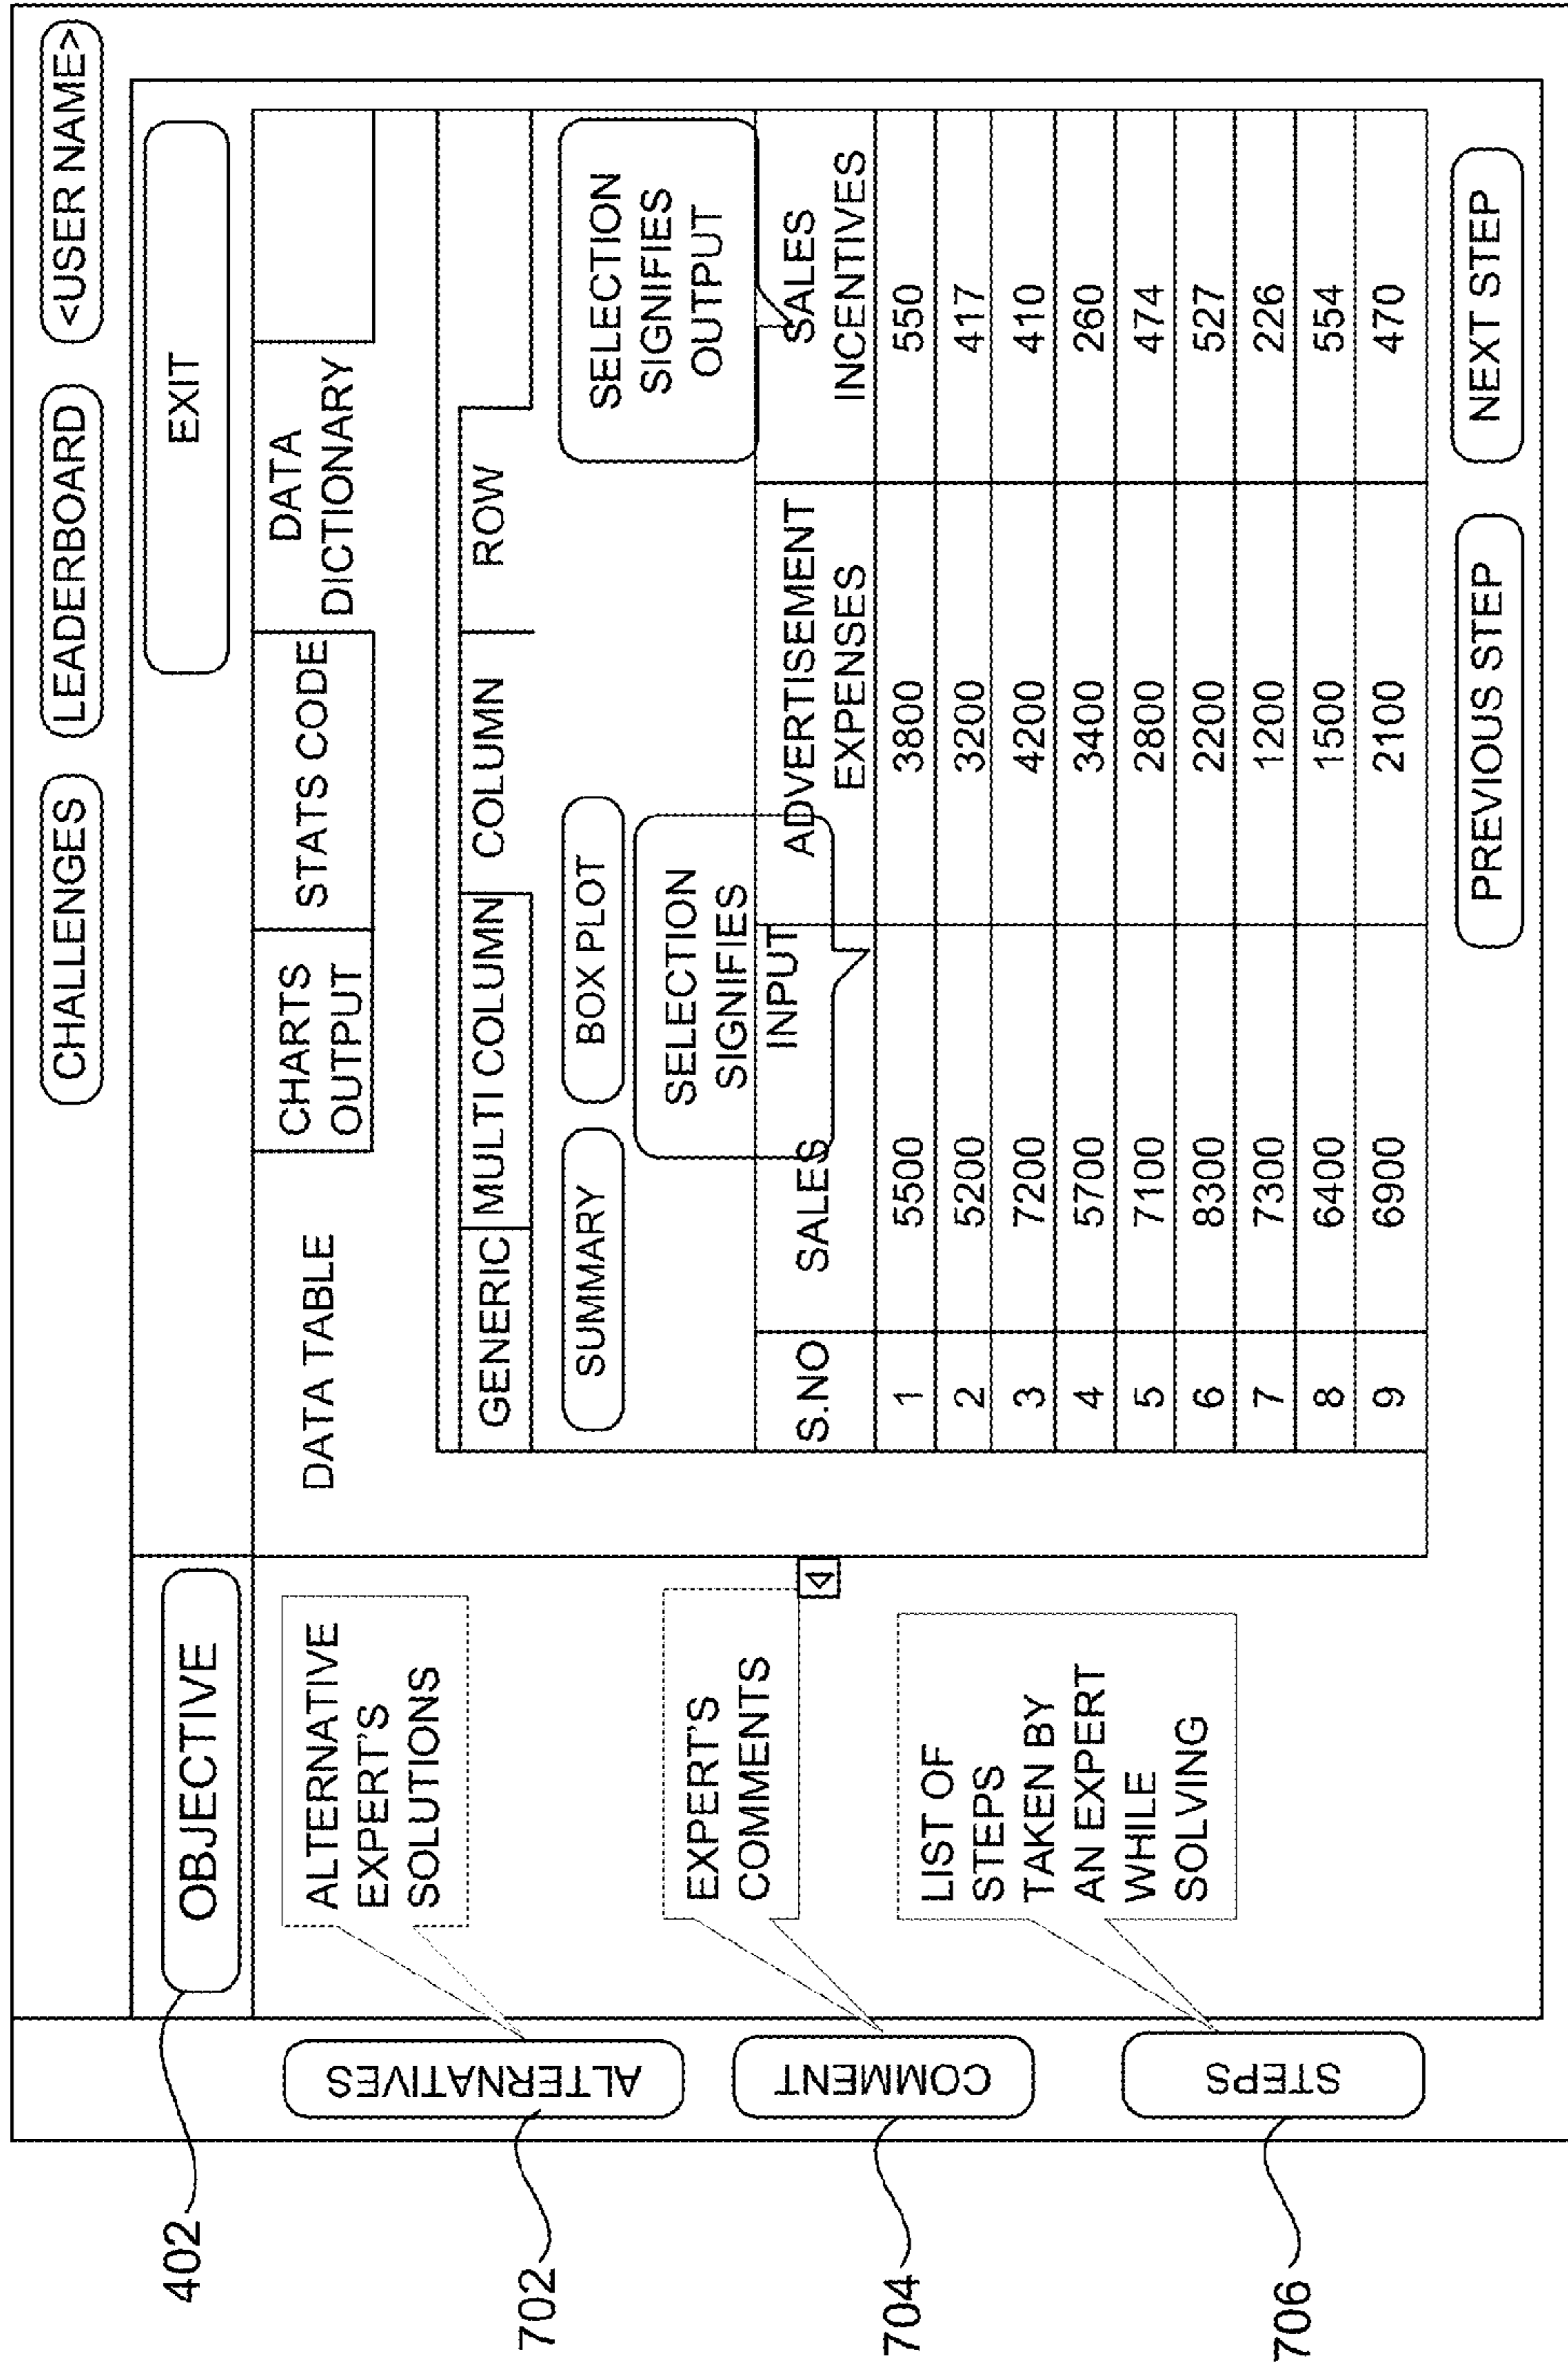 CHALLENGES LEADERBOARD <USER NAME>
402
OBJECTIVE
EXIT
DATA TABLE
CHARTS
OUTPUT
STATS CODE
DATA
DICTIONARY
702
ALTERNATIVES
ALTERNATIVE
EXPERT'S
SOLUTIONS
GENERIC MULTI COLUMN COLUMN ROW
SUMMARY BOX PLOT
SELECTION
SIGNIFIES
INPUT
SELECTION
SIGNIFIES
OUTPUT
704
COMMENT
EXPERT'S
COMMENTS
S.NO SALES
ADVERTISEMENT
EXPENSES
SALES
INCENTIVES
1 5500 3800 550
2 5200 3200 417
3 7200 4200 410
4 5700 3400 260
5 7100 2800 474
6 8300 2200 527
7 7300 1200 226
8 6400 1500 554
9 6900 2100 470
706
STEPS
LIST OF
STEPS
TAKEN BY
AN EXPERT
WHILE
SOLVING
PREVIOUS STEP NEXT STEP